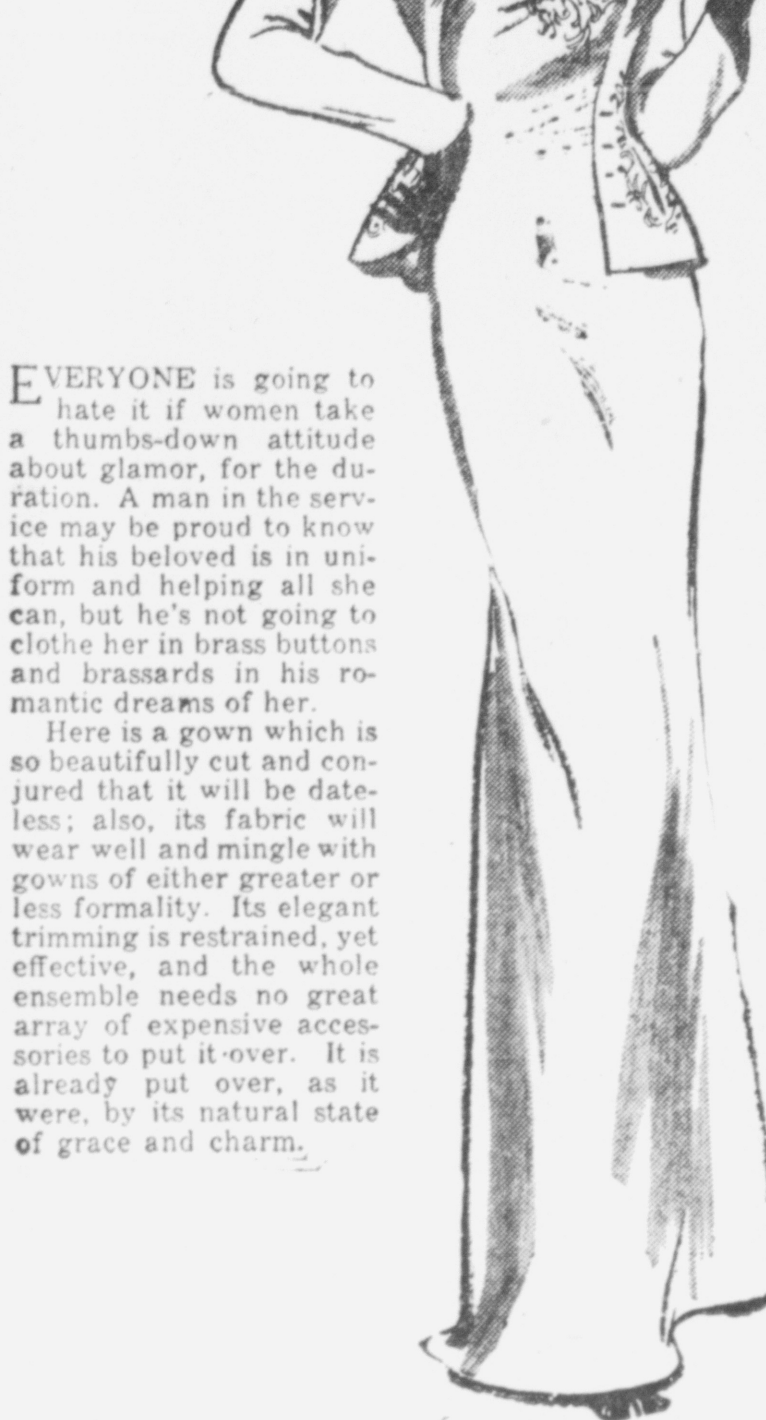 EVERYONE is going to
hate it if women take
a thumbs-down attitude
about glamor, for the du-
ration. A man in the serv-
ice may be proud to know
that his beloved is in uni-
form and helping all she
can, but he's not going to
clothe her in brass buttons
and brassards in his ro-
mantic dreams of her.
Here is a gown which is
so beautifully cut and con-
jured that it will be date-
less; also, its fabric will
wear well and mingle with
gowns of either greater or
less formality. Its elegant
trimming is restrained, yet
effective, and the whole
ensemble needs no great
array of expensive acces-
sories to put it over. It is
already put over, as it
were, by its natural state
of grace and charm.